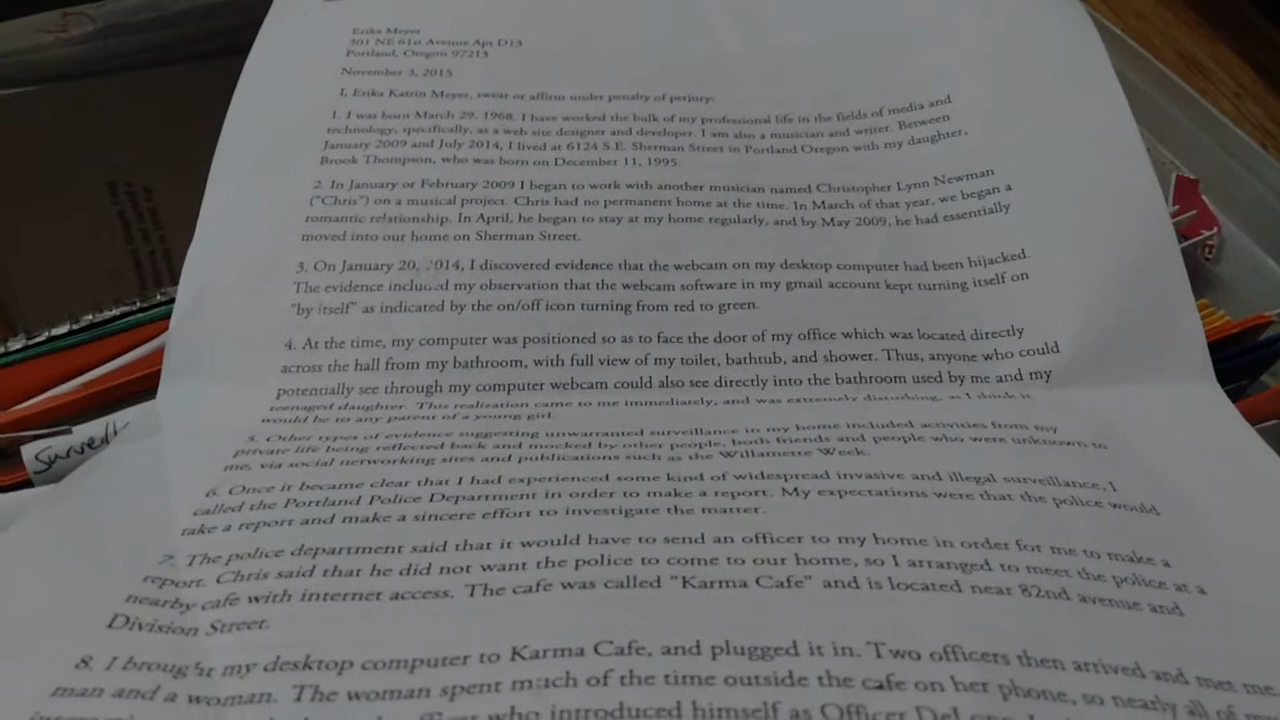 Erika Meyer
301 NE 61st Avenue Apt D13
Portland, Oregon 97213
November 3, 2015
I, Erika Katrin Meyer, swear or affirm under penalty of perjury:
1. I was born March 29, 1968. I have worked the bulk of my professional life in the fields of media and
technology, specifically, as a web site designer and developer. I am also a musician and writer. Between
January 2009 and July 2014, I lived at 6124 S.E. Sherman Street in Portland Oregon with my daughter,
Brook Thompson, who was born on December 11, 1995.
2. In January or February 2009 I began to work with another musician named Christopher Lynn Newman
("Chris") on a musical project. Chris had no permanent home at the time. In March of that year, we began a
romantic relationship. In April, he began to stay at my home regularly, and by May 2009, he had essentially
moved into our home on Sherman Street.
3. On January 20, 2014, I discovered evidence that the webcam on my desktop computer had been hijacked.
The evidence included my observation that the webcam software in my gmail account kept turning itself on
"by itself" as indicated by the on/off icon turning from red to green.
4. At the time, my computer was positioned so as to face the door of my office which was located directly
across the hall from my bathroom, with full view of my toilet, bathtub, and shower. Thus, anyone who could
potentially see through my computer webcam could also see directly into the bathroom used by me and my
teenaged daughter. This realization came to me immediately, and was extremely disturbing, as I think it
would be to any parent of a young girl.
5. Other types of evidence suggesting unwarranted surveillance in my home included activities from my
private life being reflected back and mocked by other people, both friends and people who were unknown to
me, via social networking sites and publications such as the Willamette Week.
6. Once it became clear that I had experienced some kind of widespread invasive and illegal surveillance, I
called the Portland Police Department in order to make a report. My expectations were that the police would
take a report and make a sincere effort to investigate the matter.
7. The police department said that it would have to send an officer to my home in order for me to make a
report. Chris said that he did not want the police to come to our home, so I arranged to meet the police at a
nearby cafe with internet access. The cafe was called "Karma Cafe" and is located near 82nd avenue and
Division Street.
8. I brought my desktop computer to Karma Cafe, and plugged it in. Two officers then arrived and met me
man and a woman. The woman spent much of the time outside the cafe on her phone, so nearly all of
who introduced himself as Officer
Surveill